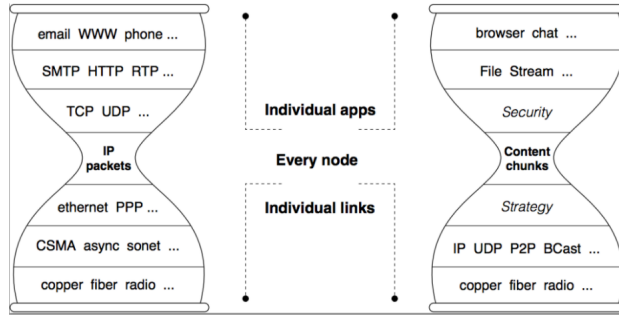 email WWW phone ...
SMTP HTTP RTP ...
TCP UDP ...
IP
packets
ethernet PPP ...
CSMA async sonet ...
copper fiber radio ...
Individual apps
Every node
Individual links
browser chat ...
File Stream ...
Security
Content
chunks
Strategy
IP UDP P2P BCast ...
copper fiber radio ...